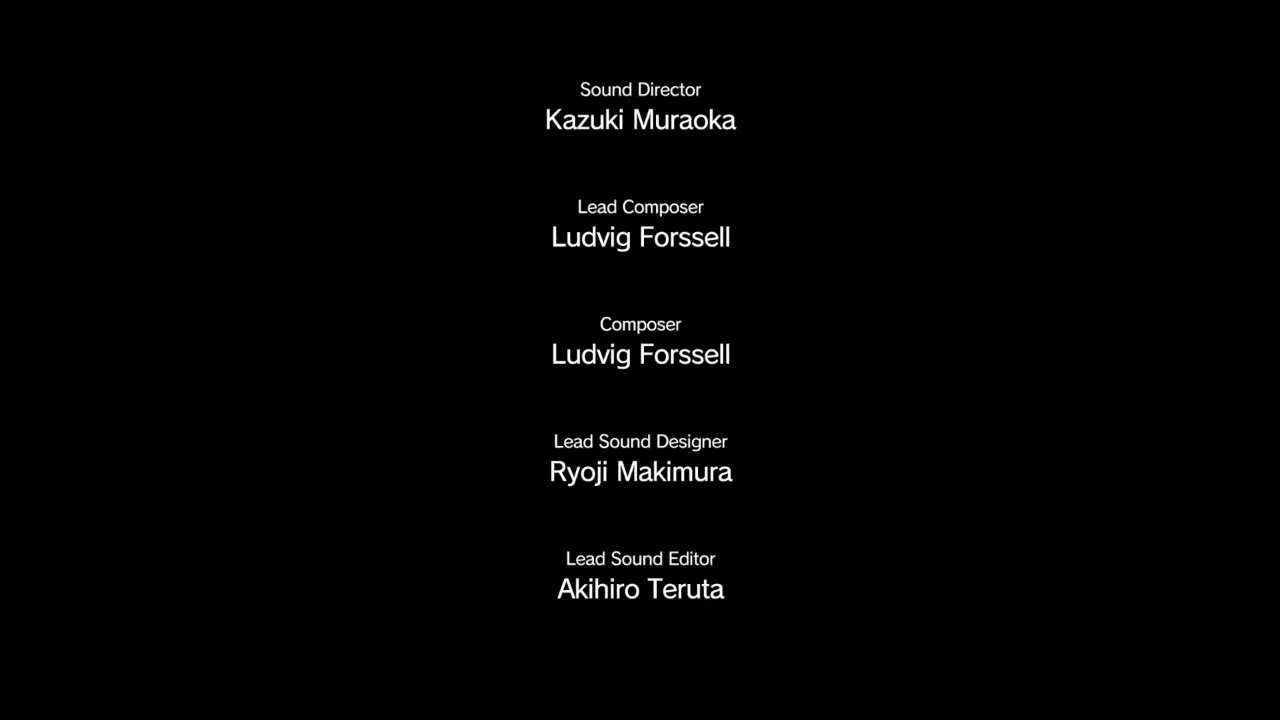 Sound Director
Kazuki Muraoka
Lead Composer
Ludvig Forssell
Composer
Ludvig Forssell
Lead Sound Designer
Ryoji Makimura
Lead Sound Editor
Akihiro Teruta